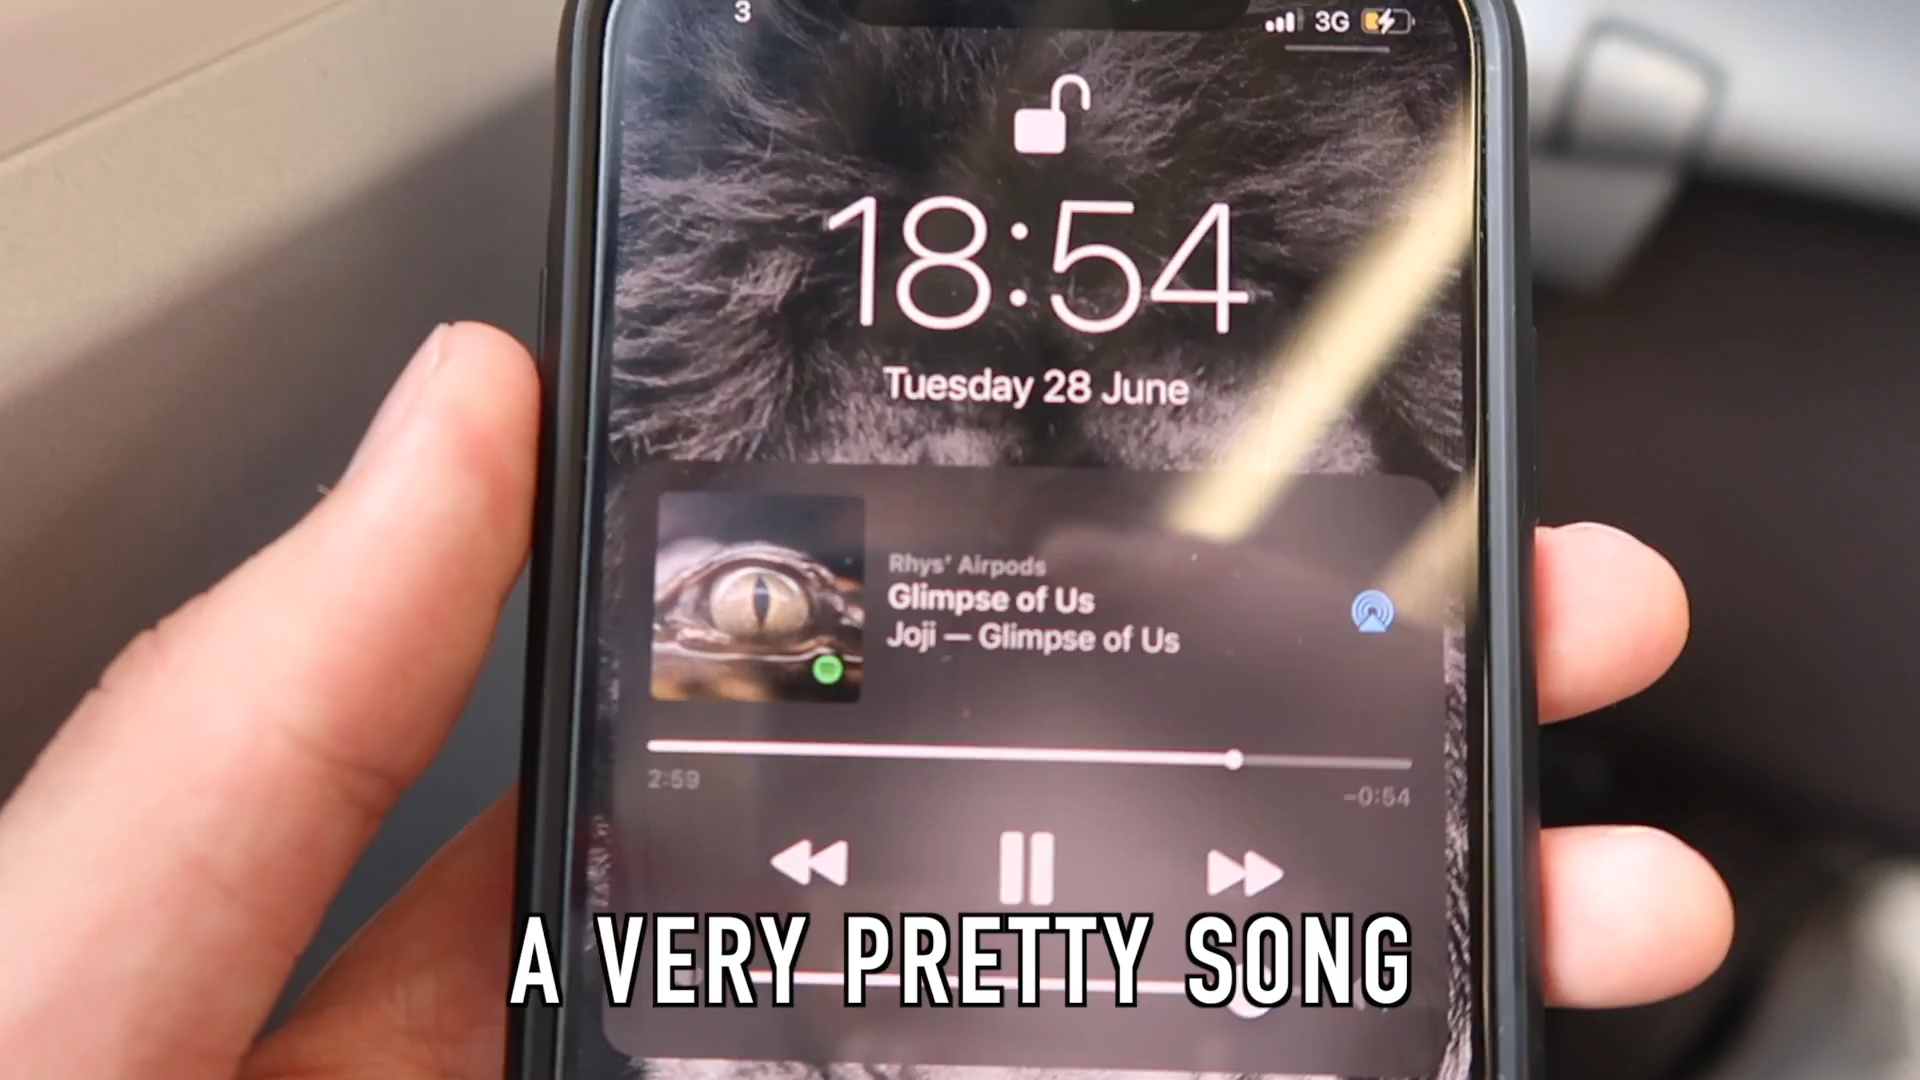 3
3G
18:54
Tuesday 28 June
Rhys' Airpods
Glimpse of Us
Joji — Glimpse of Us
2:59
-0:54
A VERY PRETTY SONG